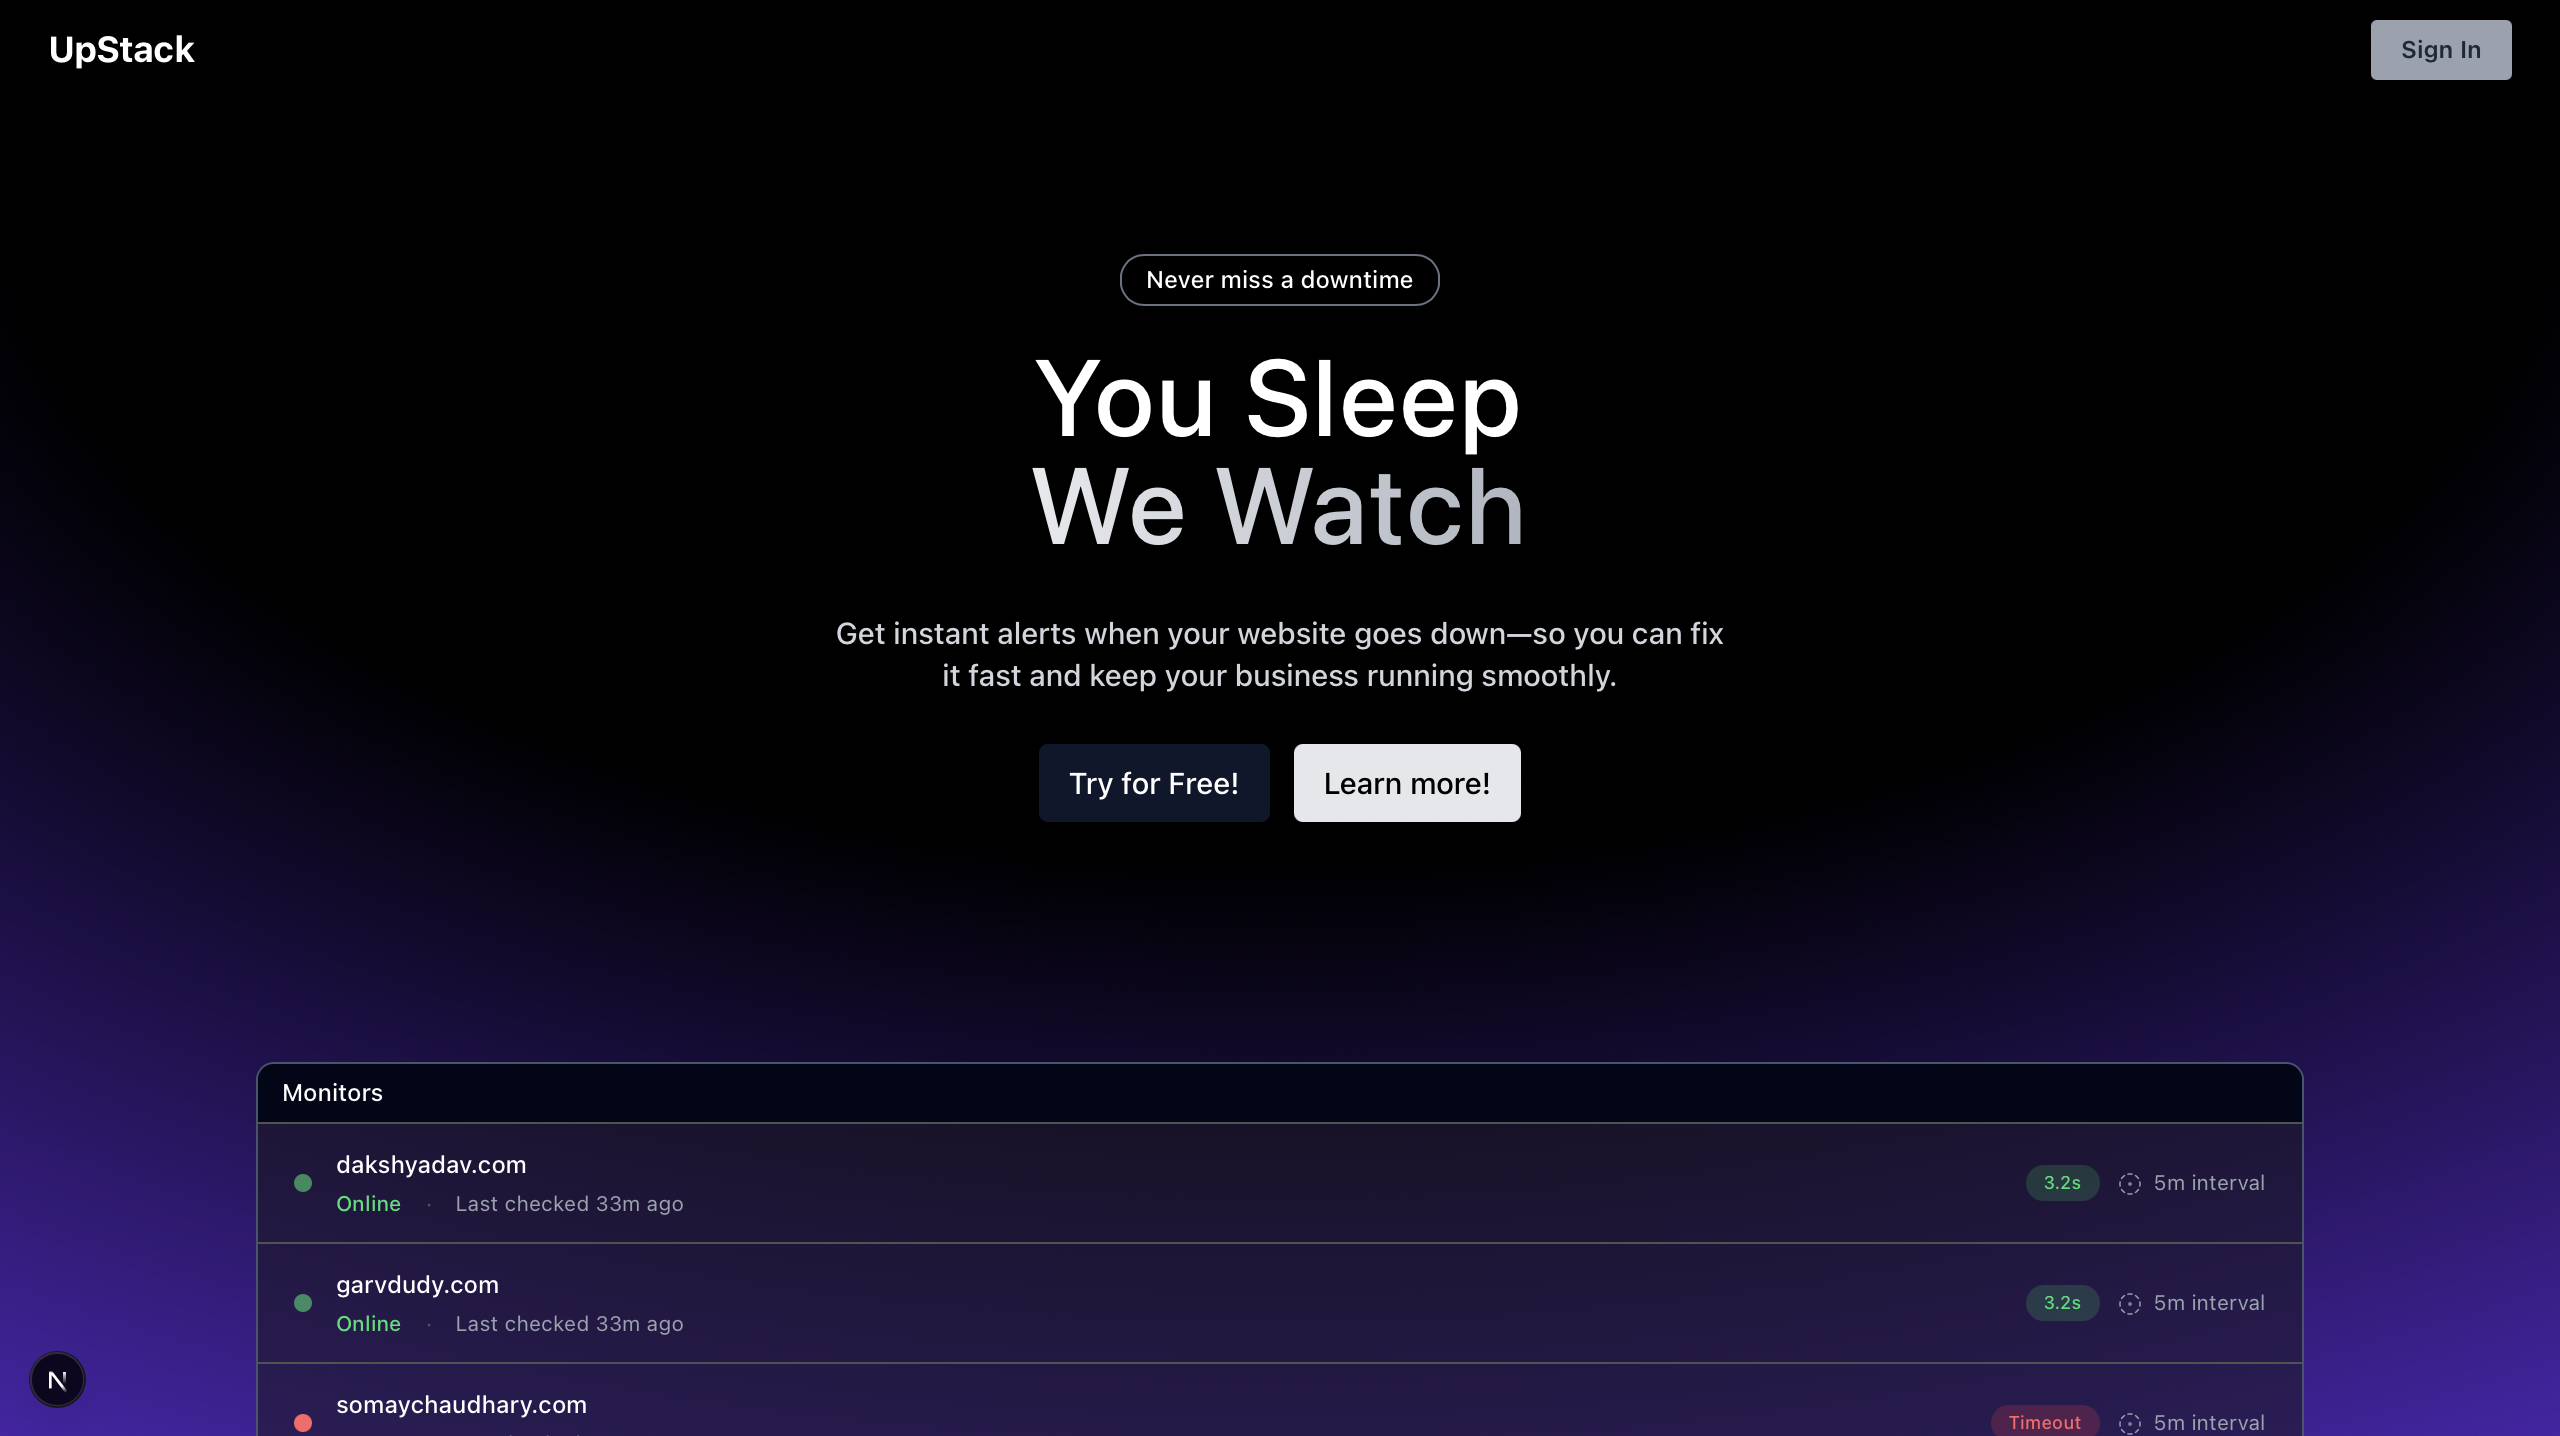 UpStack
Sign In
Never miss a downtime
You Sleep
We Watch
Get instant alerts when your website goes down—so you can fix
it fast and keep your business running smoothly.
Try for Free!
Learn more!
Monitors
dakshyadav.com
Online · Last checked 33m ago
3.2s
5m interval
garvdudy.com
Online · Last checked 33m ago
3.2s
5m interval
somaychaudhary.com
Timeout
5m interval
N